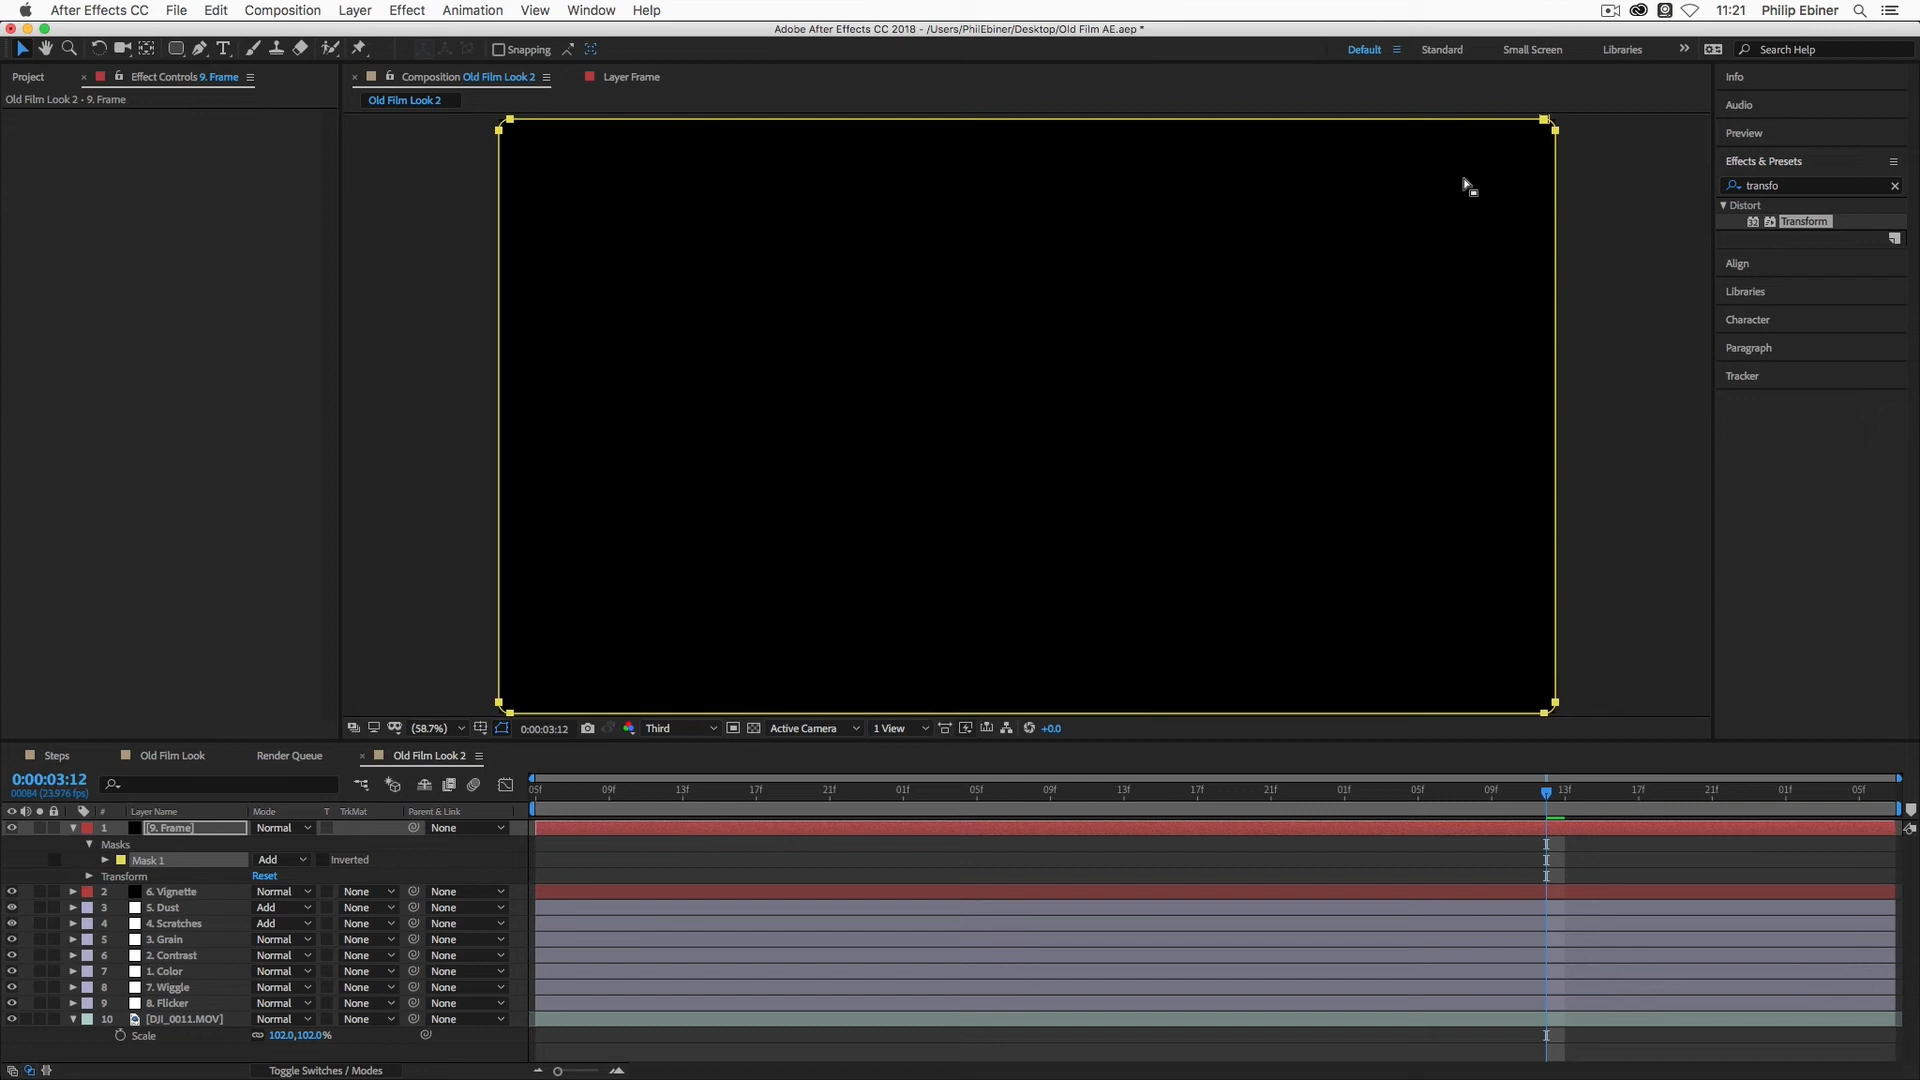 After Effects CC File Edit Composition Layer Effect Animation View Window Help 11:21 Philip Ebiner
Adobe After Effects CC 2018 - /Users/PhilEbiner/Desktop/Old Film AE.aep *
Snapping Default Standard Small Screen Libraries Search Help
Project Effect Controls 9. Frame Composition Old Film Look 2 Layer Frame Info
Old Film Look 2 • 9. Frame Old Film Look 2
Audio
Preview
Effects & Presets
transfo
Distort
32 Transform
Align
Libraries
Character
Paragraph
Tracker
(58.7%) 0:00:03:12 Third Active Camera 1 View +0.0
Steps Old Film Look Render Queue Old Film Look 2
0:00:03:12
00084 (23.976 fps)
05f 09f 13f 17f 21f 01f 05f 09f 13f 17f 21f 01f 05f 09f 13f 17f 21f 01f 05f
# Layer Name Mode T TrkMat Parent & Link
1 [9. Frame] Normal None
Masks
Mask 1 Add Inverted
Transform Reset
2 6. Vignette Normal None None
3 5. Dust Add None None
4 4. Scratches Add None None
5 3. Grain Normal None None
6 2. Contrast Normal None None
7 1. Color Normal None None
8 7. Wiggle Normal None None
9 8. Flicker Normal None None
10 [DJI_0011.MOV] Normal None None
Scale 102.0,102.0%
Toggle Switches / Modes